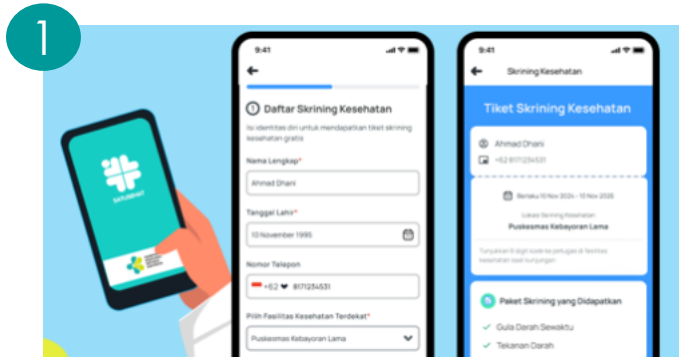 1
SATUSEHAT
9:41
Daftar Skrining Kesehatan
Isi identitas diri untuk mendapatkan tiket skrining
kesehatan gratis
Nama Lengkap*
Ahmad Dhani
Tanggal Lahir*
10 November 1995
Nomor Telepon
+62 8171234531
Pilih Fasilitas Kesehatan Terdekat*
Puskesmas Kebayoran Lama
9:41
Skrining Kesehatan
Tiket Skrining Kesehatan
Ahmad Dhani
+62 8171234531
Berlaku 10 Nov 2024 - 10 Nov 2025
Lokasi Skrining Kesehatan
Puskesmas Kebayoran Lama
Tunjukkan 6 digit code ke petugas di fasilitas
kesehatan saat kunjungan
Paket Skrining yang Didapatkan
Gula Darah Sewaktu
Tekanan Darah